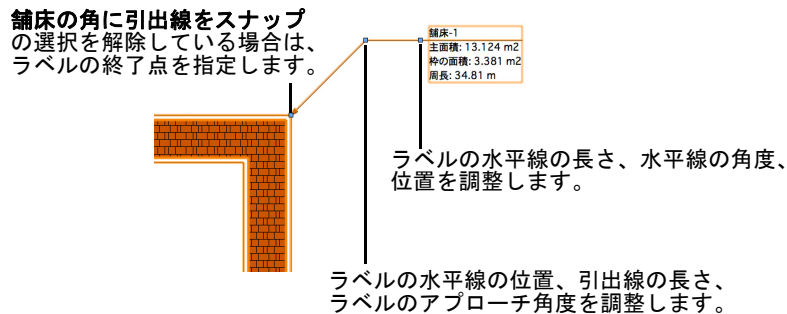 舗床の角に引出線をスナップ
の選択を解除している場合は、
ラベルの終了点を指定します。
舗床-1
主面積: 13.124 m2
枠の面積: 3.381 m2
周長: 34.81 m
ラベルの水平線の長さ、水平線の角度、
位置を調整します。
ラベルの水平線の位置、引出線の長さ、
ラベルのアプローチ角度を調整します。